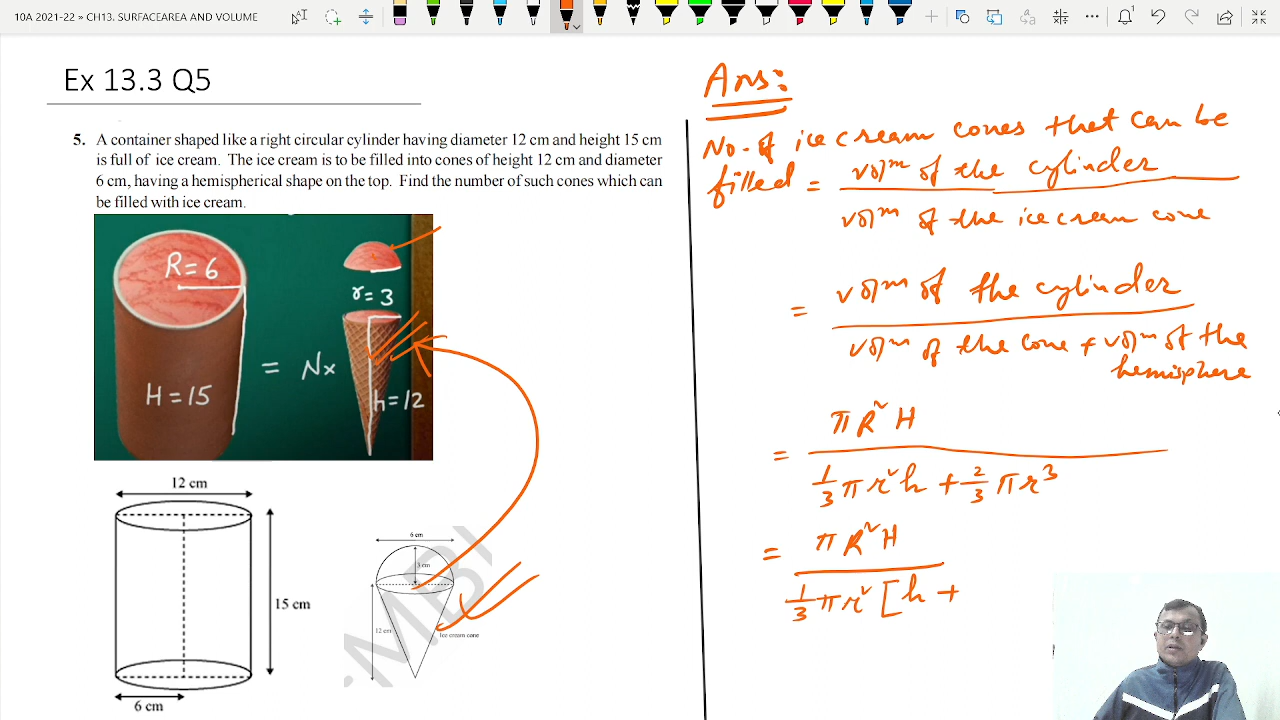 10A 2021-22 » CH13. SURFACEAREA AND VOLUME
Ex 13.3 Q5
5. A container shaped like a right circular cylinder having diameter 12 cm and height 15 cm
is full of ice cream. The ice cream is to be filled into cones of height 12 cm and diameter
6 cm, having a hemispherical shape on the top. Find the number of such cones which can
be filled with ice cream.
R=6
r=3
= Nx
H=15
h=12
12 cm
15 cm
6 cm
6 cm
3 cm
12 cm
Ice cream cone
Ans:
No. of ice cream cones that can be
filled = volm of the cylinder
volm of the ice cream cone
= volm of the cylinder
volm of the cone + volm of the
hemisphere
= πR²H
1/3 πr²h + 2/3 πr³
= πR²H
1/3 πr² [h +